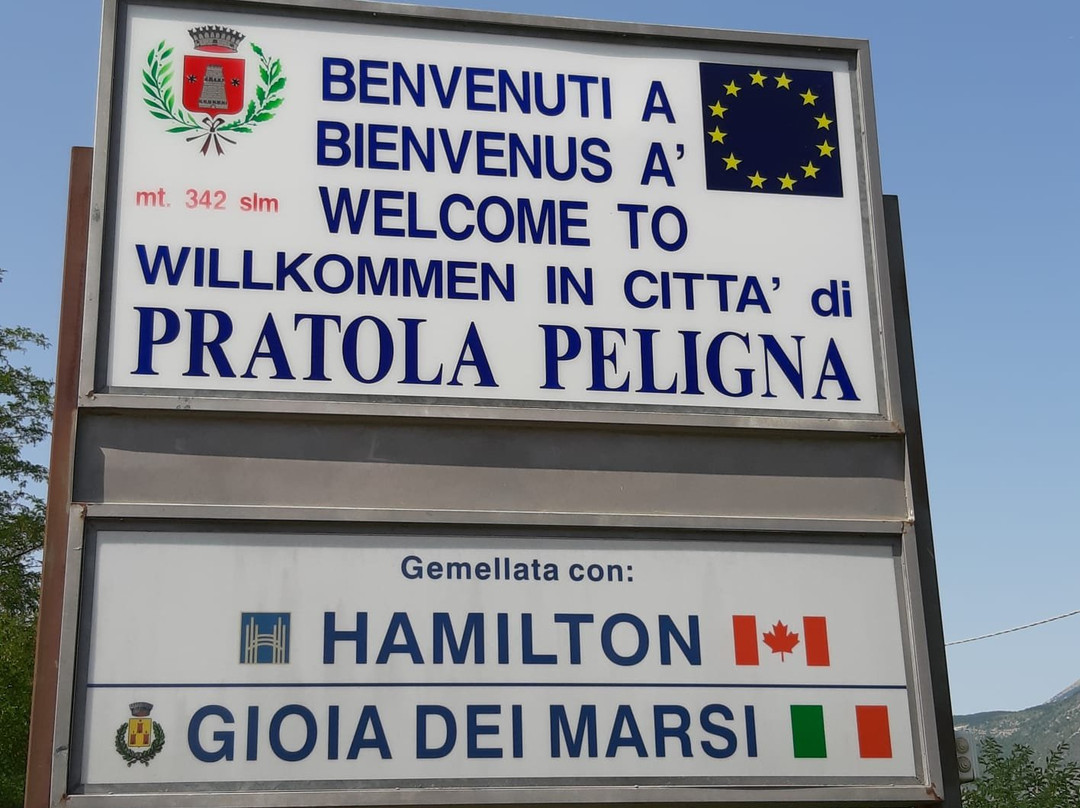 BENVENUTI A
BIENVENUS A'
mt. 342 slm
WELCOME TO
WILLKOMMEN IN CITTA' di
PRATOLA PELIGNA
Gemellata con:
HAMILTON
GIOIA DEI MARSI